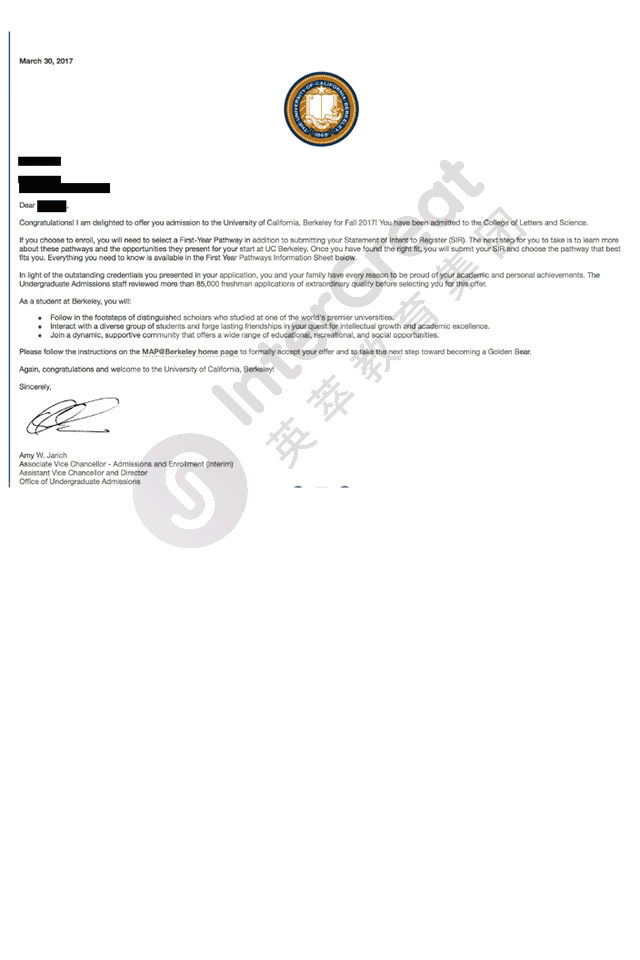 March 30, 2017
THE UNIVERSITY OF CALIFORNIA BERKELEY
1868
Dear
Congratulations! I am delighted to offer you admission to the University of California, Berkeley for Fall 2017! You have been admitted to the College of Letters and Science.
If you choose to enroll, you will need to select a First-Year Pathway in addition to submitting your Statement of Intent to Register (SIR). The next step for you to take is to learn more
about these pathways and the opportunities they present for your start at UC Berkeley. Once you have found the right fit, you will submit your SIR and choose the pathway that best
fits you. Everything you need to know is available in the First Year Pathways Information Sheet below.
In light of the outstanding credentials you presented in your application, you and your family have every reason to be proud of your academic and personal achievements. The
Undergraduate Admissions staff reviewed more than 85,000 freshman applications of extraordinary quality before selecting you for this offer.
As a student at Berkeley, you will:
• Follow in the footsteps of distinguished scholars who studied at one of the world's premier universities.
• Interact with a diverse group of students and forge lasting friendships in your quest for intellectual growth and academic excellence.
• Join a dynamic, supportive community that offers a wide range of educational, recreational, and social opportunities.
Please follow the instructions on the MAP@Berkeley home page to formally accept your offer and to take the next step toward becoming a Golden Bear.
Again, congratulations and welcome to the University of California, Berkeley!
Sincerely,
Amy W. Jarich
Associate Vice Chancellor - Admissions and Enrollment (Interim)
Assistant Vice Chancellor and Director
Office of Undergraduate Admissions
InterGreat
英萃教育集团